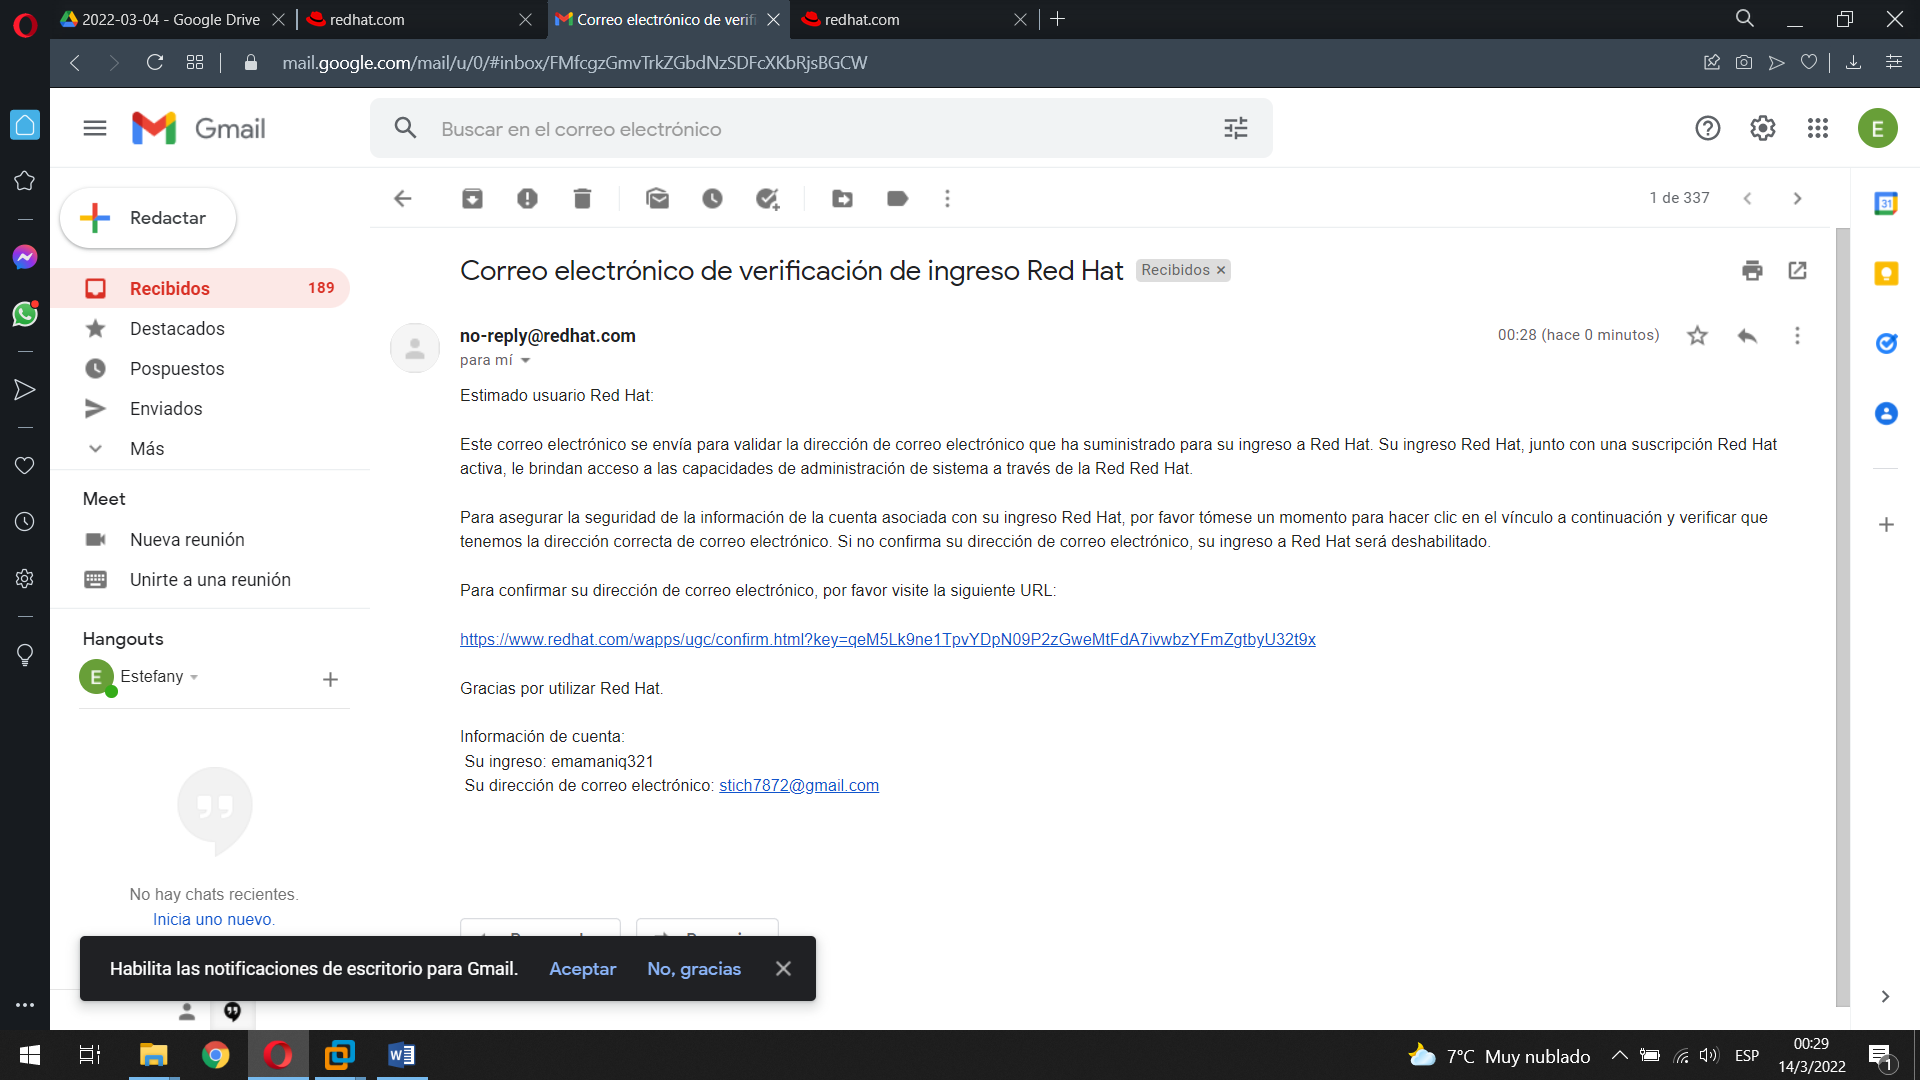 2022-03-04 - Google Drive
redhat.com
Correo electrónico de verifi
redhat.com
mail.google.com/mail/u/0/#inbox/FMfcgzGmvTrkZGbdNzSDFcXKbRjsBGCW
Gmail
Buscar en el correo electrónico
E
Redactar
1 de 337
31
Recibidos 189
Destacados
Pospuestos
Enviados
Más
Meet
Nueva reunión
Unirte a una reunión
Hangouts
E Estefany
No hay chats recientes.
Inicia uno nuevo.
Correo electrónico de verificación de ingreso Red Hat Recibidos ×
no-reply@redhat.com 00:28 (hace 0 minutos)
para mí
Estimado usuario Red Hat:
Este correo electrónico se envía para validar la dirección de correo electrónico que ha suministrado para su ingreso a Red Hat. Su ingreso Red Hat, junto con una suscripción Red Hat
activa, le brindan acceso a las capacidades de administración de sistema a través de la Red Red Hat.
Para asegurar la seguridad de la información de la cuenta asociada con su ingreso Red Hat, por favor tómese un momento para hacer clic en el vínculo a continuación y verificar que
tenemos la dirección correcta de correo electrónico. Si no confirma su dirección de correo electrónico, su ingreso a Red Hat será deshabilitado.
Para confirmar su dirección de correo electrónico, por favor visite la siguiente URL:
https://www.redhat.com/wapps/ugc/confirm.html?key=qeM5Lk9ne1TpvYDpN09P2zGweMtFdA7ivwbzYFmZgtbyU32t9x
Gracias por utilizar Red Hat.
Información de cuenta:
Su ingreso: emamaniq321
Su dirección de correo electrónico: stich7872@gmail.com
Habilita las notificaciones de escritorio para Gmail. Aceptar No, gracias
7°C Muy nublado
ESP
00:29
14/3/2022
1